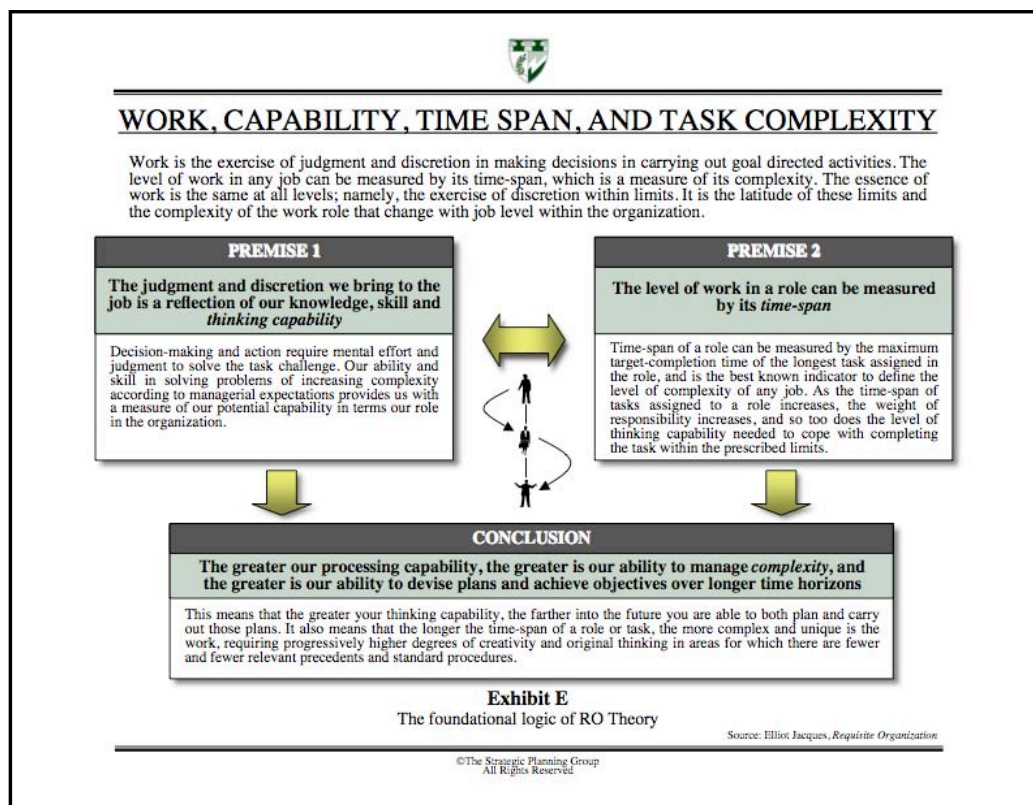 WORK, CAPABILITY, TIME SPAN, AND TASK COMPLEXITY
Work is the exercise of judgment and discretion in making decisions in carrying out goal directed activities. The
level of work in any job can be measured by its time-span, which is a measure of its complexity. The essence of
work is the same at all levels; namely, the exercise of discretion within limits. It is the latitude of these limits and
the complexity of the work role that change with job level within the organization.
PREMISE 1
The judgment and discretion we bring to the
job is a reflection of our knowledge, skill and
thinking capability
Decision-making and action require mental effort and
judgment to solve the task challenge. Our ability and
skill in solving problems of increasing complexity
according to managerial expectations provides us with
a measure of our potential capability in terms our role
in the organization.
PREMISE 2
The level of work in a role can be measured
by its time-span
Time-span of a role can be measured by the maximum
target-completion time of the longest task assigned in
the role, and is the best known indicator to define the
level of complexity of any job. As the time-span of
tasks assigned to a role increases, the weight of
responsibility increases, and so too does the level of
thinking capability needed to cope with completing
the task within the prescribed limits.
CONCLUSION
The greater our processing capability, the greater is our ability to manage complexity, and
the greater is our ability to devise plans and achieve objectives over longer time horizons
This means that the greater your thinking capability, the farther into the future you are able to both plan and carry
out those plans. It also means that the longer the time-span of a role or task, the more complex and unique is the
work, requiring progressively higher degrees of creativity and original thinking in areas for which there are fewer
and fewer relevant precedents and standard procedures.
Exhibit E
The foundational logic of RO Theory
Source: Elliot Jacques, Requisite Organization
©The Strategic Planning Group
All Rights Reserved